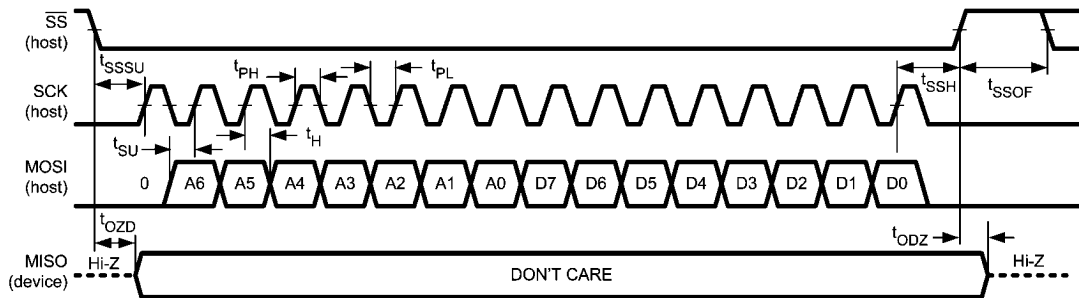 SS
(host)
tSSSU
tPH
tPL
tSSH
tSSOF
SCK
(host)
tSU
tH
MOSI
(host)
0 A6 A5 A4 A3 A2 A1 A0 D7 D6 D5 D4 D3 D2 D1 D0
tOZD
tODZ
MISO
(device)
Hi-Z
DON'T CARE
Hi-Z